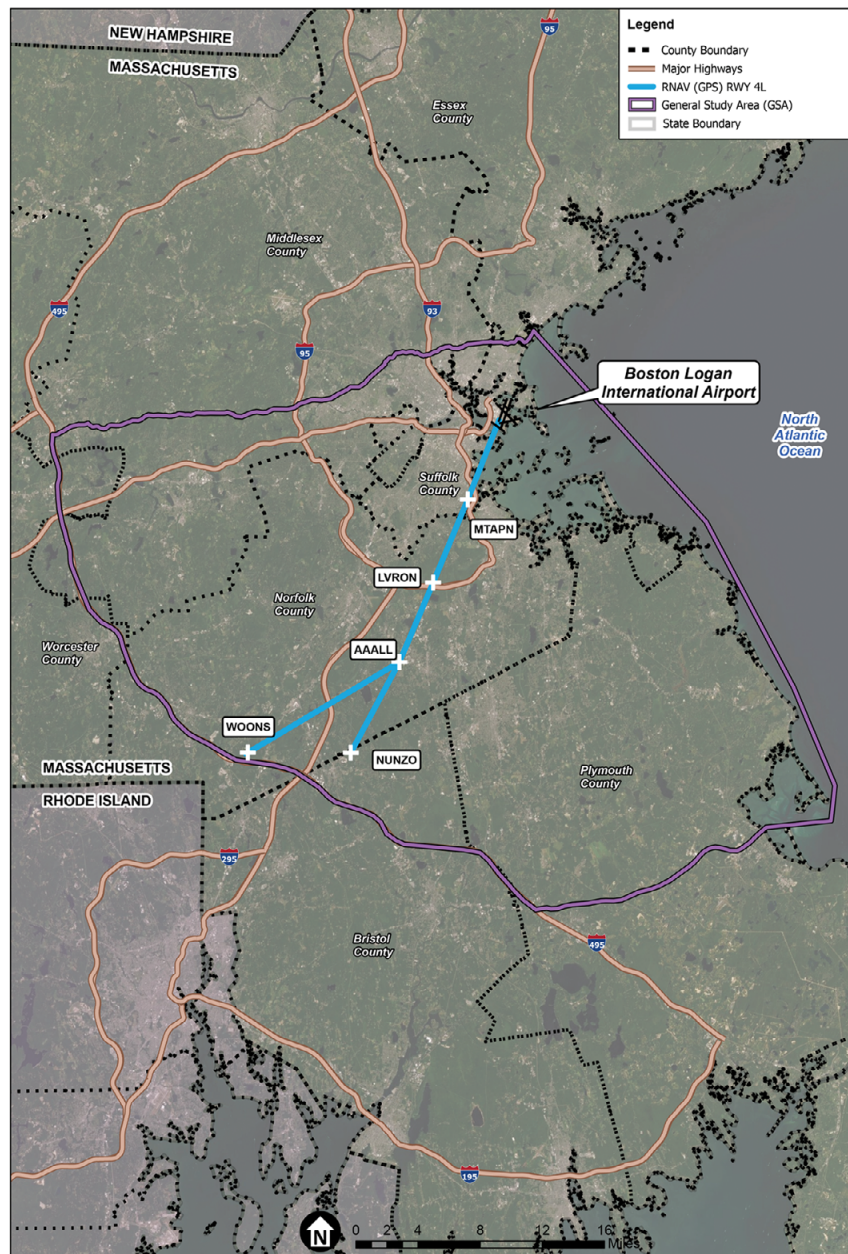 NEW HAMPSHIRE
MASSACHUSETTS
95
Legend
County Boundary
Major Highways
RNAV (GPS) RWY 4L
General Study Area (GSA)
State Boundary
Essex
County
Middlesex
County
495
93
95
Boston Logan
International Airport
North
Atlantic
Ocean
Suffolk
County
MTAPN
LVRON
Norfolk
County
AAALL
Worcester
County
WOONS
NUNZO
MASSACHUSETTS
RHODE ISLAND
Plymouth
County
295
Bristol
County
495
195
N
0 2 4 8 12 16
Miles